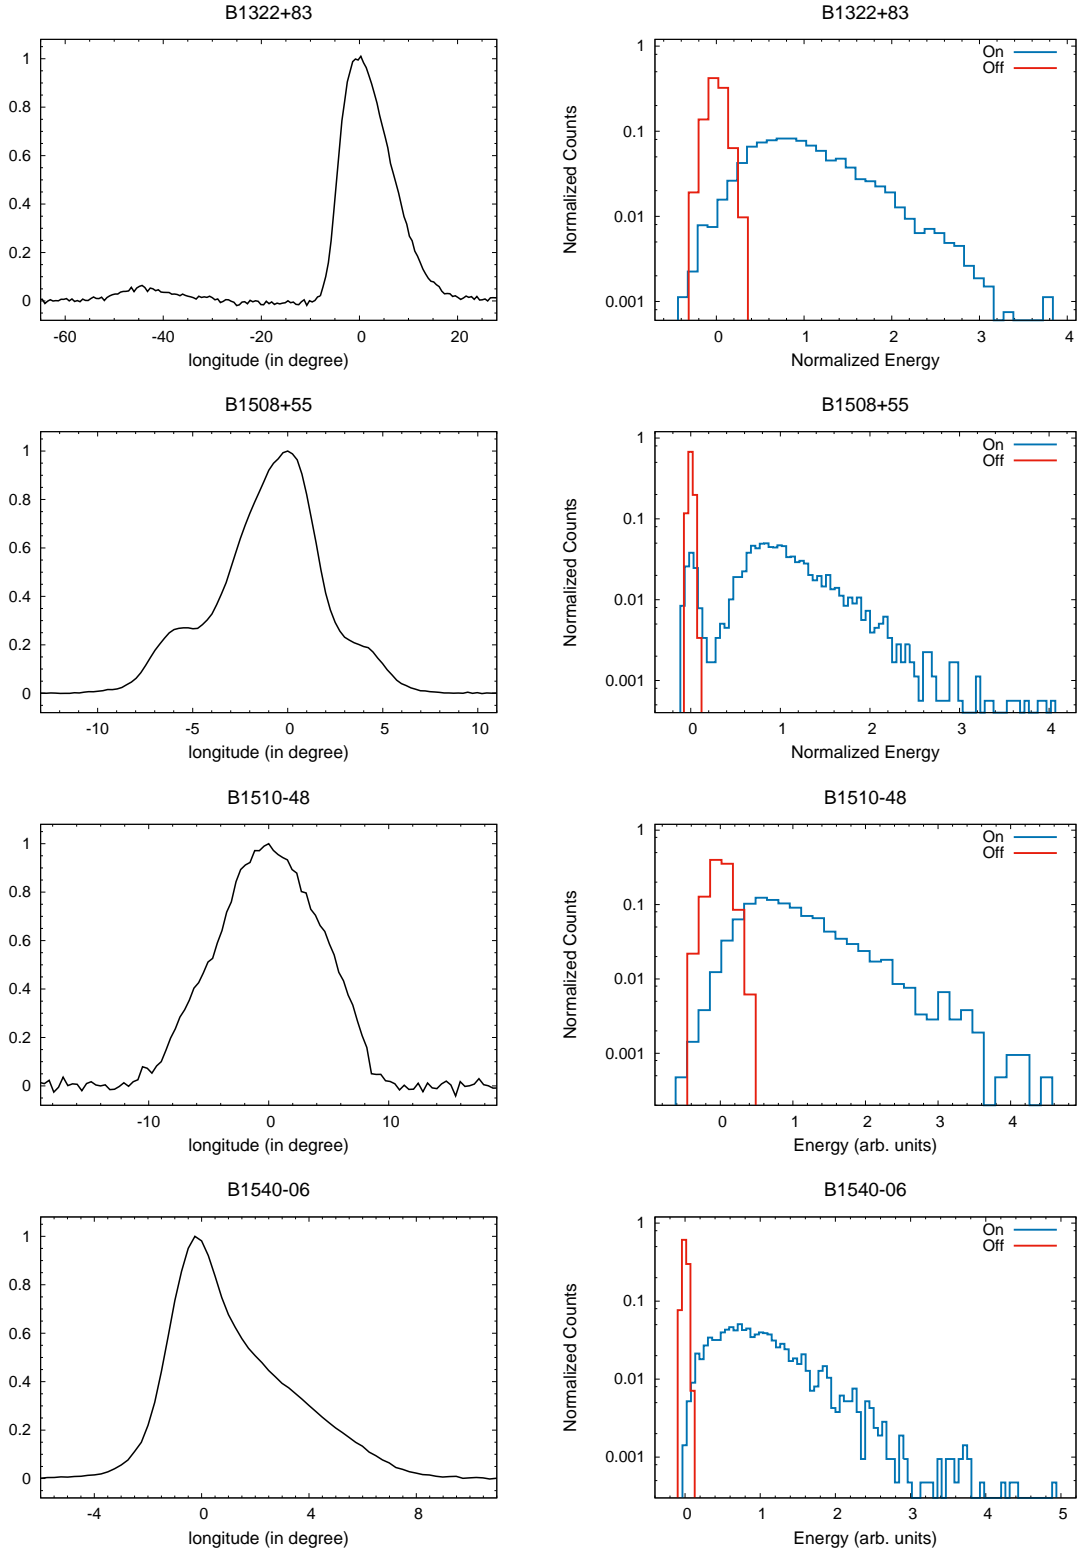 B1322+83
1
0.8
0.6
0.4
0.2
0
-60 -40 -20 0 20
longitude (in degree)
B1322+83
Normalized Counts
1
0.1
0.01
0.001
On
Off
0 1 2 3 4
Normalized Energy
B1508+55
1
0.8
0.6
0.4
0.2
0
-10 -5 0 5 10
longitude (in degree)
B1508+55
Normalized Counts
1
0.1
0.01
0.001
On
Off
0 1 2 3 4
Normalized Energy
B1510-48
1
0.8
0.6
0.4
0.2
0
-10 0 10
longitude (in degree)
B1510-48
Normalized Counts
1
0.1
0.01
0.001
On
Off
0 1 2 3 4
Energy (arb. units)
B1540-06
1
0.8
0.6
0.4
0.2
0
-4 0 4 8
longitude (in degree)
B1540-06
Normalized Counts
1
0.1
0.01
0.001
On
Off
0 1 2 3 4 5
Energy (arb. units)